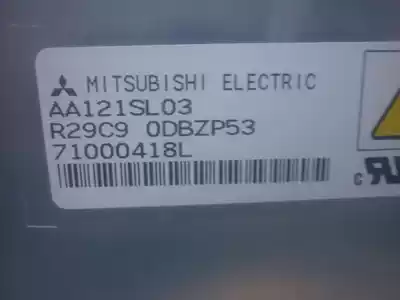 MITSUBISHI ELECTRIC
AA121SL03
R29C9 0DBZP53
71000418L